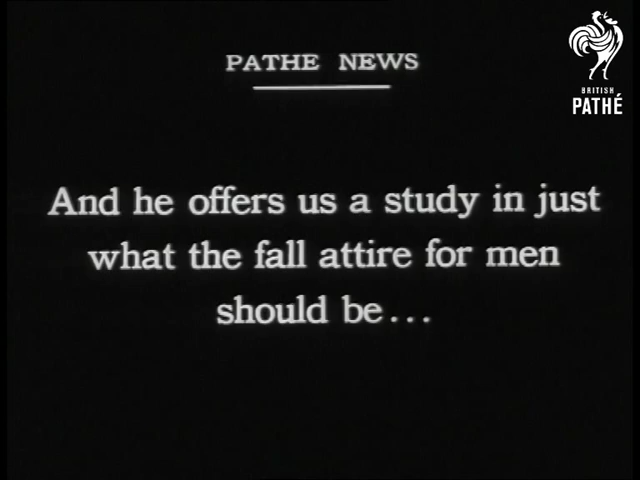 PATHE NEWS
BRITISH
PATHÉ
And he offers us a study in just
what the fall attire for men
should be...